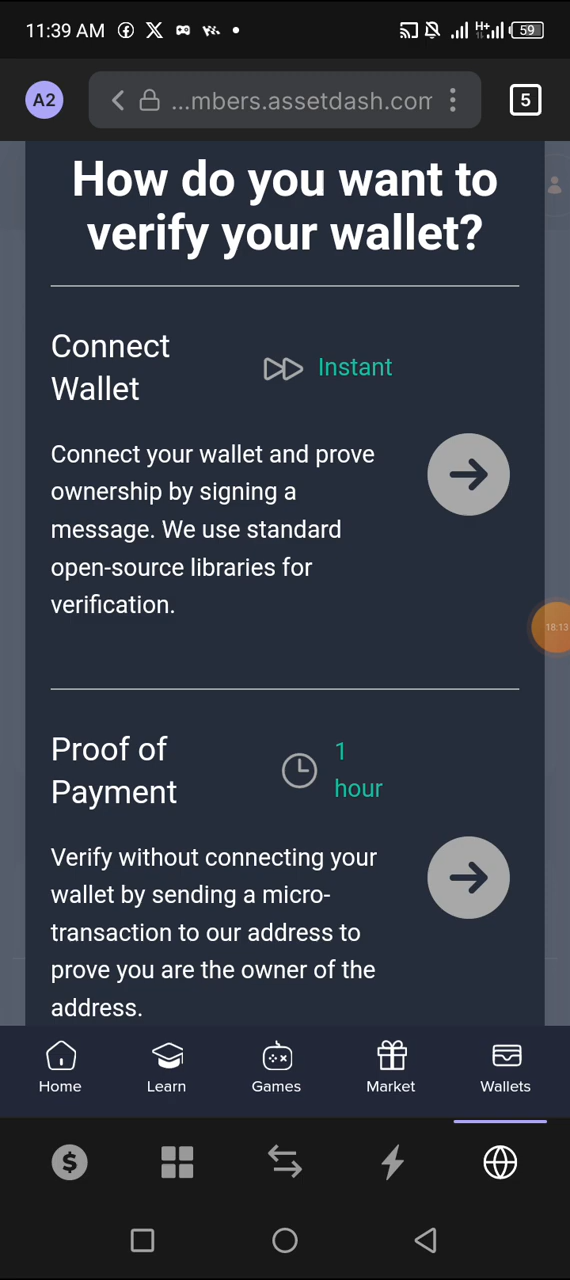 11:39 AM
H+
59
A2
...mbers.assetdash.com
5
How do you want to
verify your wallet?
Connect
Wallet
Instant
Connect your wallet and prove
ownership by signing a
message. We use standard
open-source libraries for
verification.
18:13
Proof of
Payment
1
hour
Verify without connecting your
wallet by sending a micro-
transaction to our address to
prove you are the owner of the
address.
Home
Learn
Games
Market
Wallets